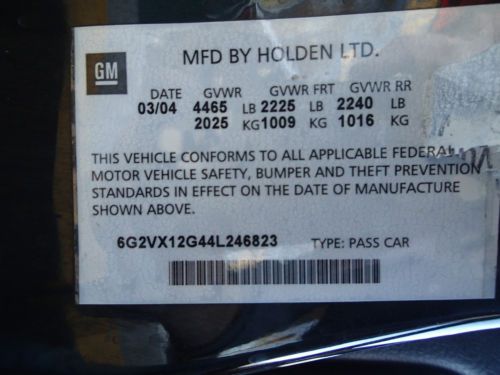 GM
MFD BY HOLDEN LTD.
DATE GVWR GVWR FRT GVWR RR
03/04 4465 LB 2225 LB 2240 LB
2025 KG 1009 KG 1016 KG
THIS VEHICLE CONFORMS TO ALL APPLICABLE FEDERAL
MOTOR VEHICLE SAFETY, BUMPER AND THEFT PREVENTION
STANDARDS IN EFFECT ON THE DATE OF MANUFACTURE
SHOWN ABOVE.
6G2VX12G44L246823 TYPE: PASS CAR